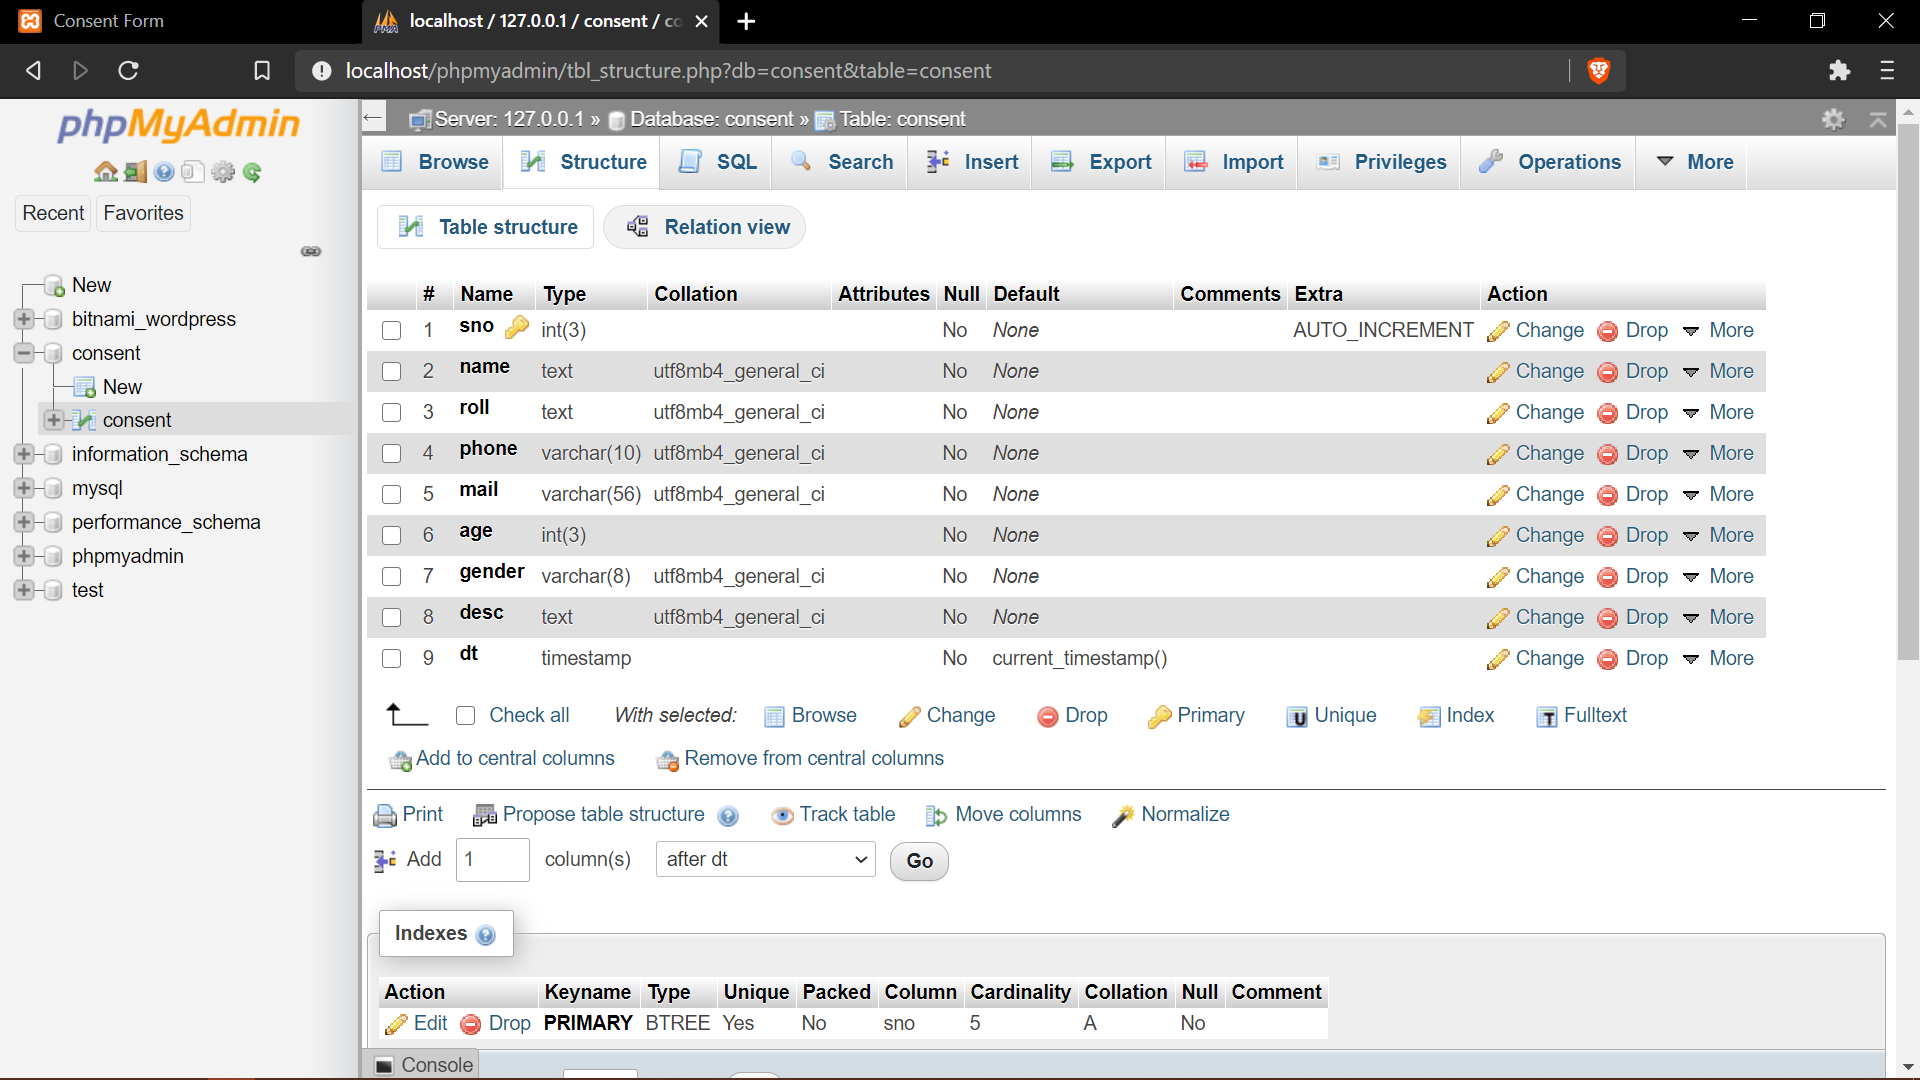 Consent Form
localhost / 127.0.0.1 / consent / co
localhost/phpmyadmin/tbl_structure.php?db=consent&table=consent
phpMyAdmin
Recent Favorites
New
bitnami_wordpress
consent
New
consent
information_schema
mysql
performance_schema
phpmyadmin
test
Server: 127.0.0.1 » Database: consent » Table: consent
Browse Structure SQL Search Insert Export Import Privileges Operations More
Table structure Relation view
# Name Type Collation Attributes Null Default Comments Extra Action
1 sno int(3) No None AUTO_INCREMENT Change Drop More
2 name text utf8mb4_general_ci No None Change Drop More
3 roll text utf8mb4_general_ci No None Change Drop More
4 phone varchar(10) utf8mb4_general_ci No None Change Drop More
5 mail varchar(56) utf8mb4_general_ci No None Change Drop More
6 age int(3) No None Change Drop More
7 gender varchar(8) utf8mb4_general_ci No None Change Drop More
8 desc text utf8mb4_general_ci No None Change Drop More
9 dt timestamp No current_timestamp() Change Drop More
Check all With selected: Browse Change Drop Primary Unique Index Fulltext
Add to central columns Remove from central columns
Print Propose table structure Track table Move columns Normalize
Add 1 column(s) after dt Go
Indexes
Action Keyname Type Unique Packed Column Cardinality Collation Null Comment
Edit Drop PRIMARY BTREE Yes No sno 5 A No
Console